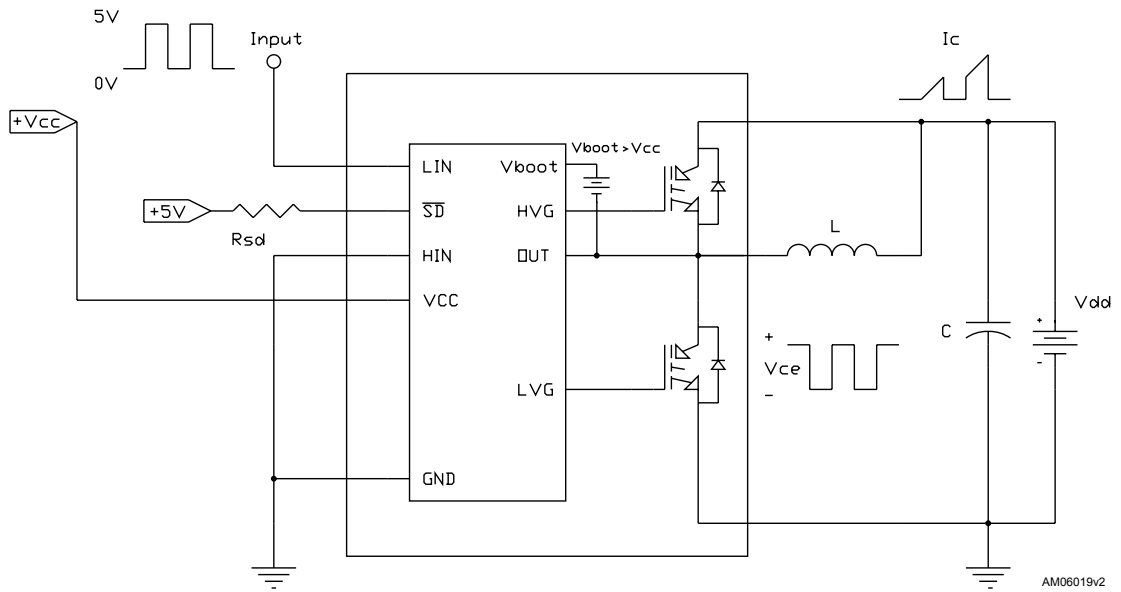 5V
0V
Input
Ic
+Vcc
Vboot>Vcc
LIN
Vboot
+5V
SD
HVG
Rsd
L
HIN
OUT
VCC
Vdd
+
C
+
Vce
-
-
LVG
GND
AM06019v2